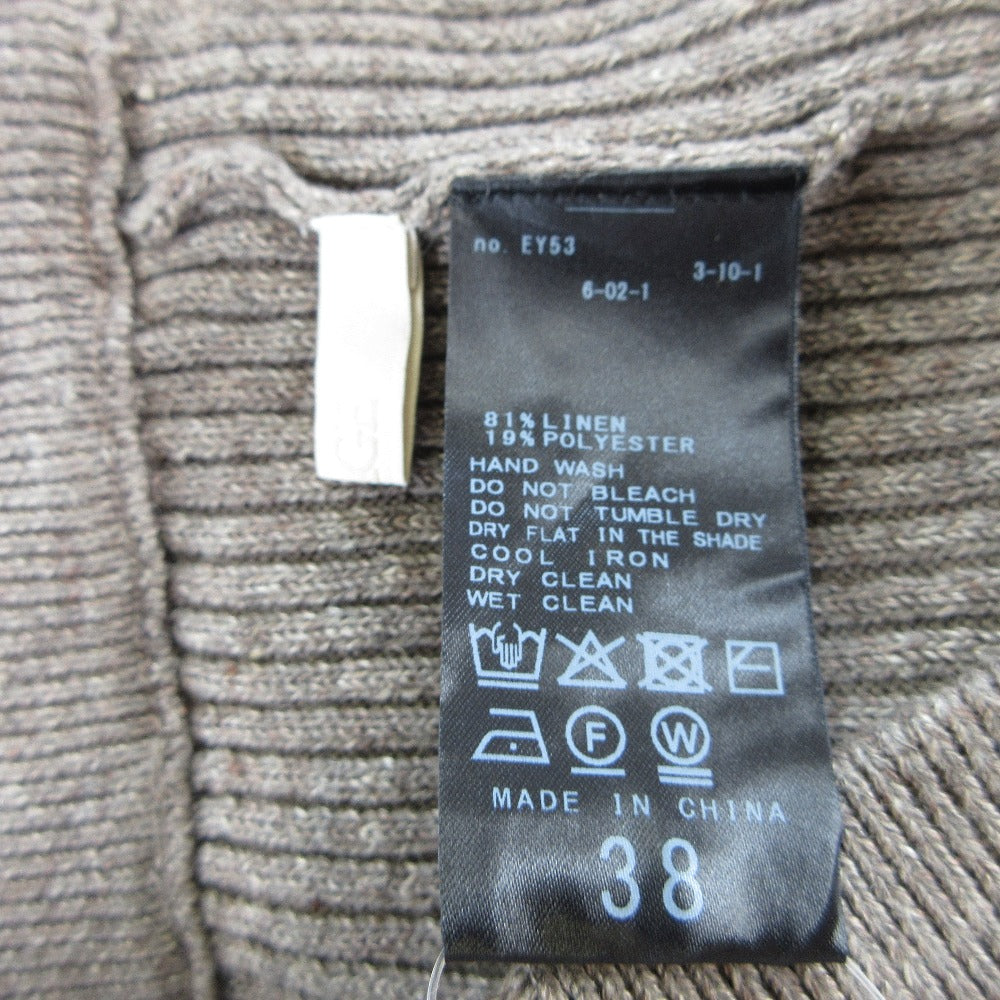 no. EY53
3-10-1
6-02-1
81% LINEN
19% POLYESTER
HAND WASH
DO NOT BLEACH
DO NOT TUMBLE DRY
DRY FLAT IN THE SHADE
COOL IRON
DRY CLEAN
WET CLEAN
F W
MADE IN CHINA
38